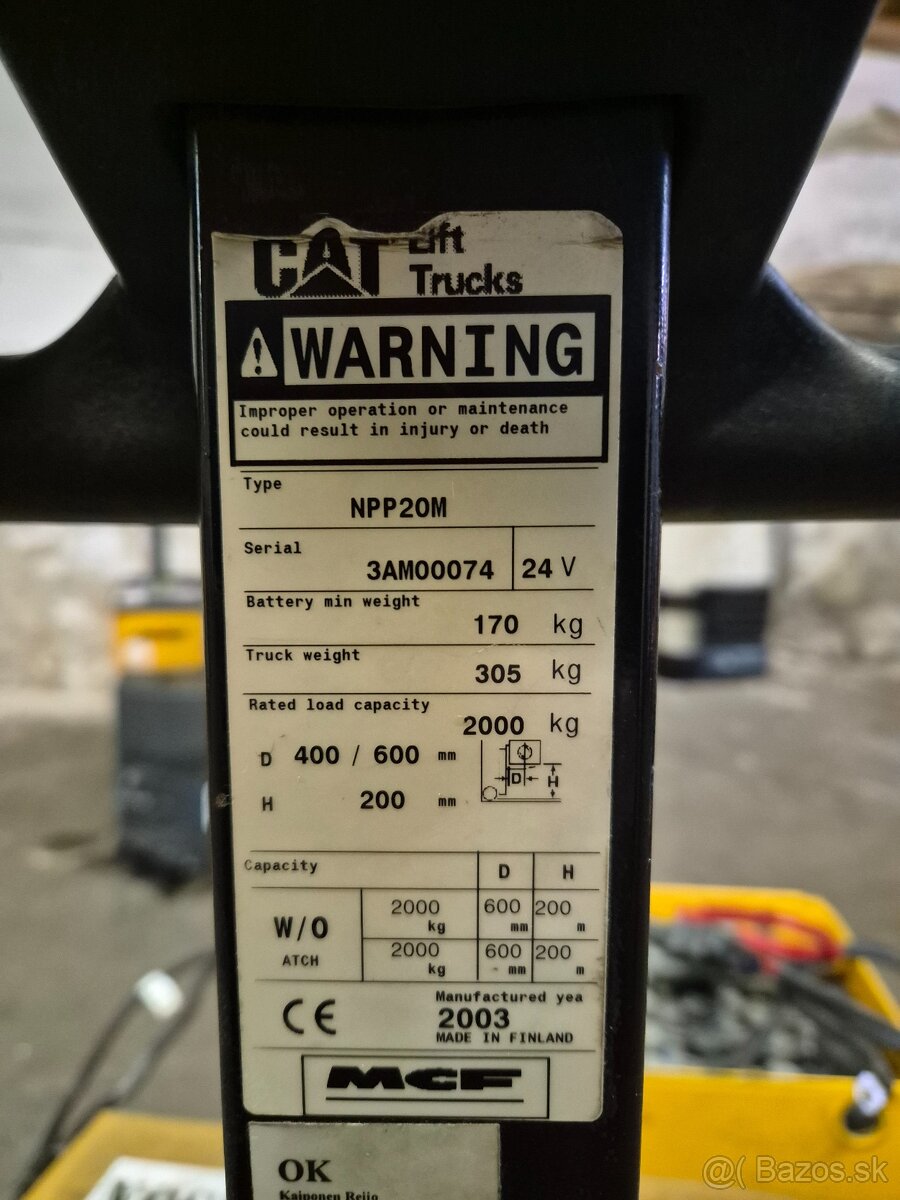 CAT Lift
Trucks
WARNING
Improper operation or maintenance
could result in injury or death
Type
NPP20M
Serial
3AM00074 24 V
Battery min weight
170 kg
Truck weight
305 kg
Rated load capacity
2000 kg
D 400 / 600 mm
D H
H 200 mm
Capacity D H
W/O ATCH
2000 kg 600 mm 200 m
2000 kg 600 mm 200 m
CE
Manufactured yea
2003
MADE IN FINLAND
MCF
OK
Kainonen Reijo
@( Bazos.sk